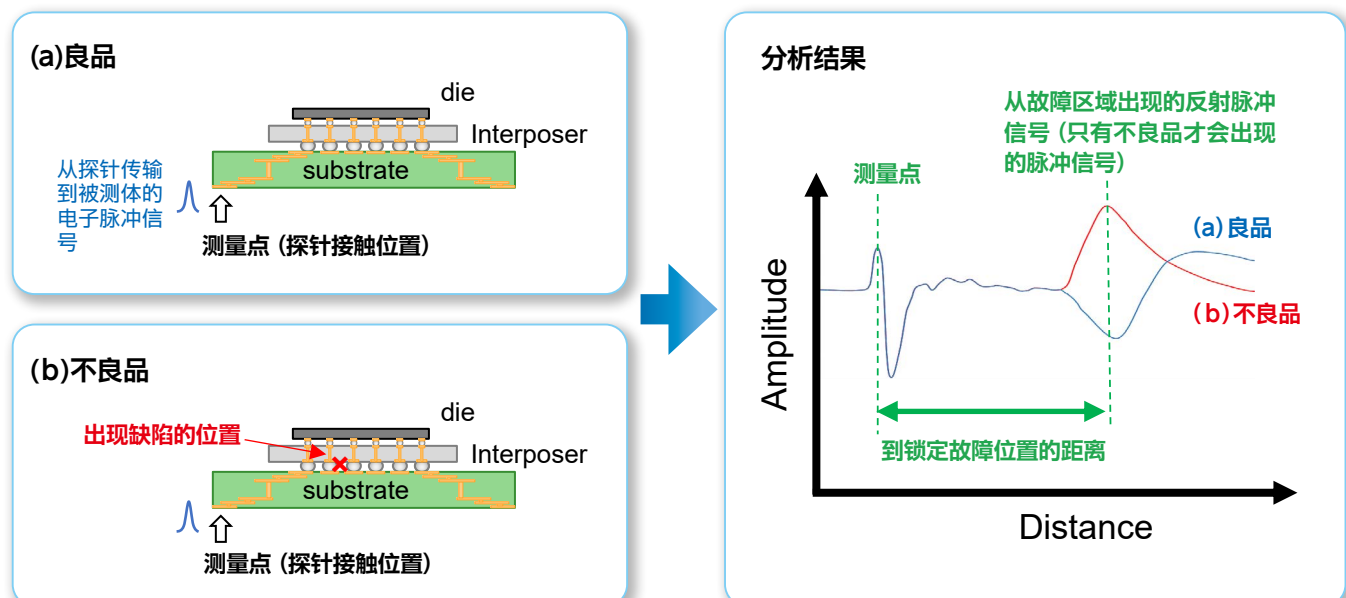 (a)良品
die
Interposer
substrate
从探针传输
到被测体的
电子脉冲信
号
测量点（探针接触位置）
(b)不良品
出现缺陷的位置
die
Interposer
substrate
测量点（探针接触位置）
分析结果
从故障区域出现的反射脉冲
信号（只有不良品才会出现
的脉冲信号）
测量点
(a)良品
（b）不良品
到锁定故障位置的距离
Amplitude
Distance